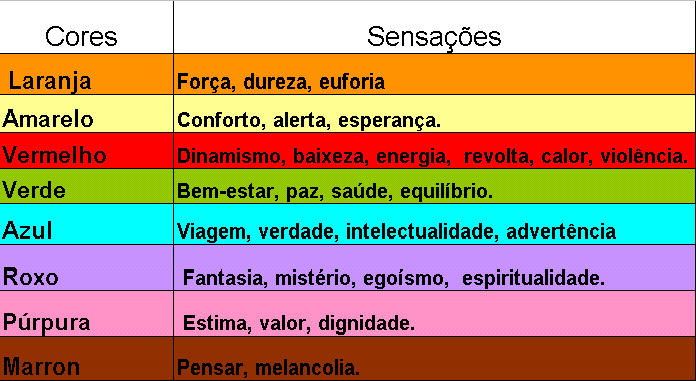 Cores Sensações
Laranja Força, dureza, euforia
Amarelo Conforto, alerta, esperança.
Vermelho Dinamismo, baixeza, energia, revolta, calor, violência.
Verde Bem-estar, paz, saúde, equilíbrio.
Azul Viagem, verdade, intelectualidade, advertência
Roxo Fantasia, mistério, egoísmo, espiritualidade.
Púrpura Estima, valor, dignidade.
Marron Pensar, melancolia.